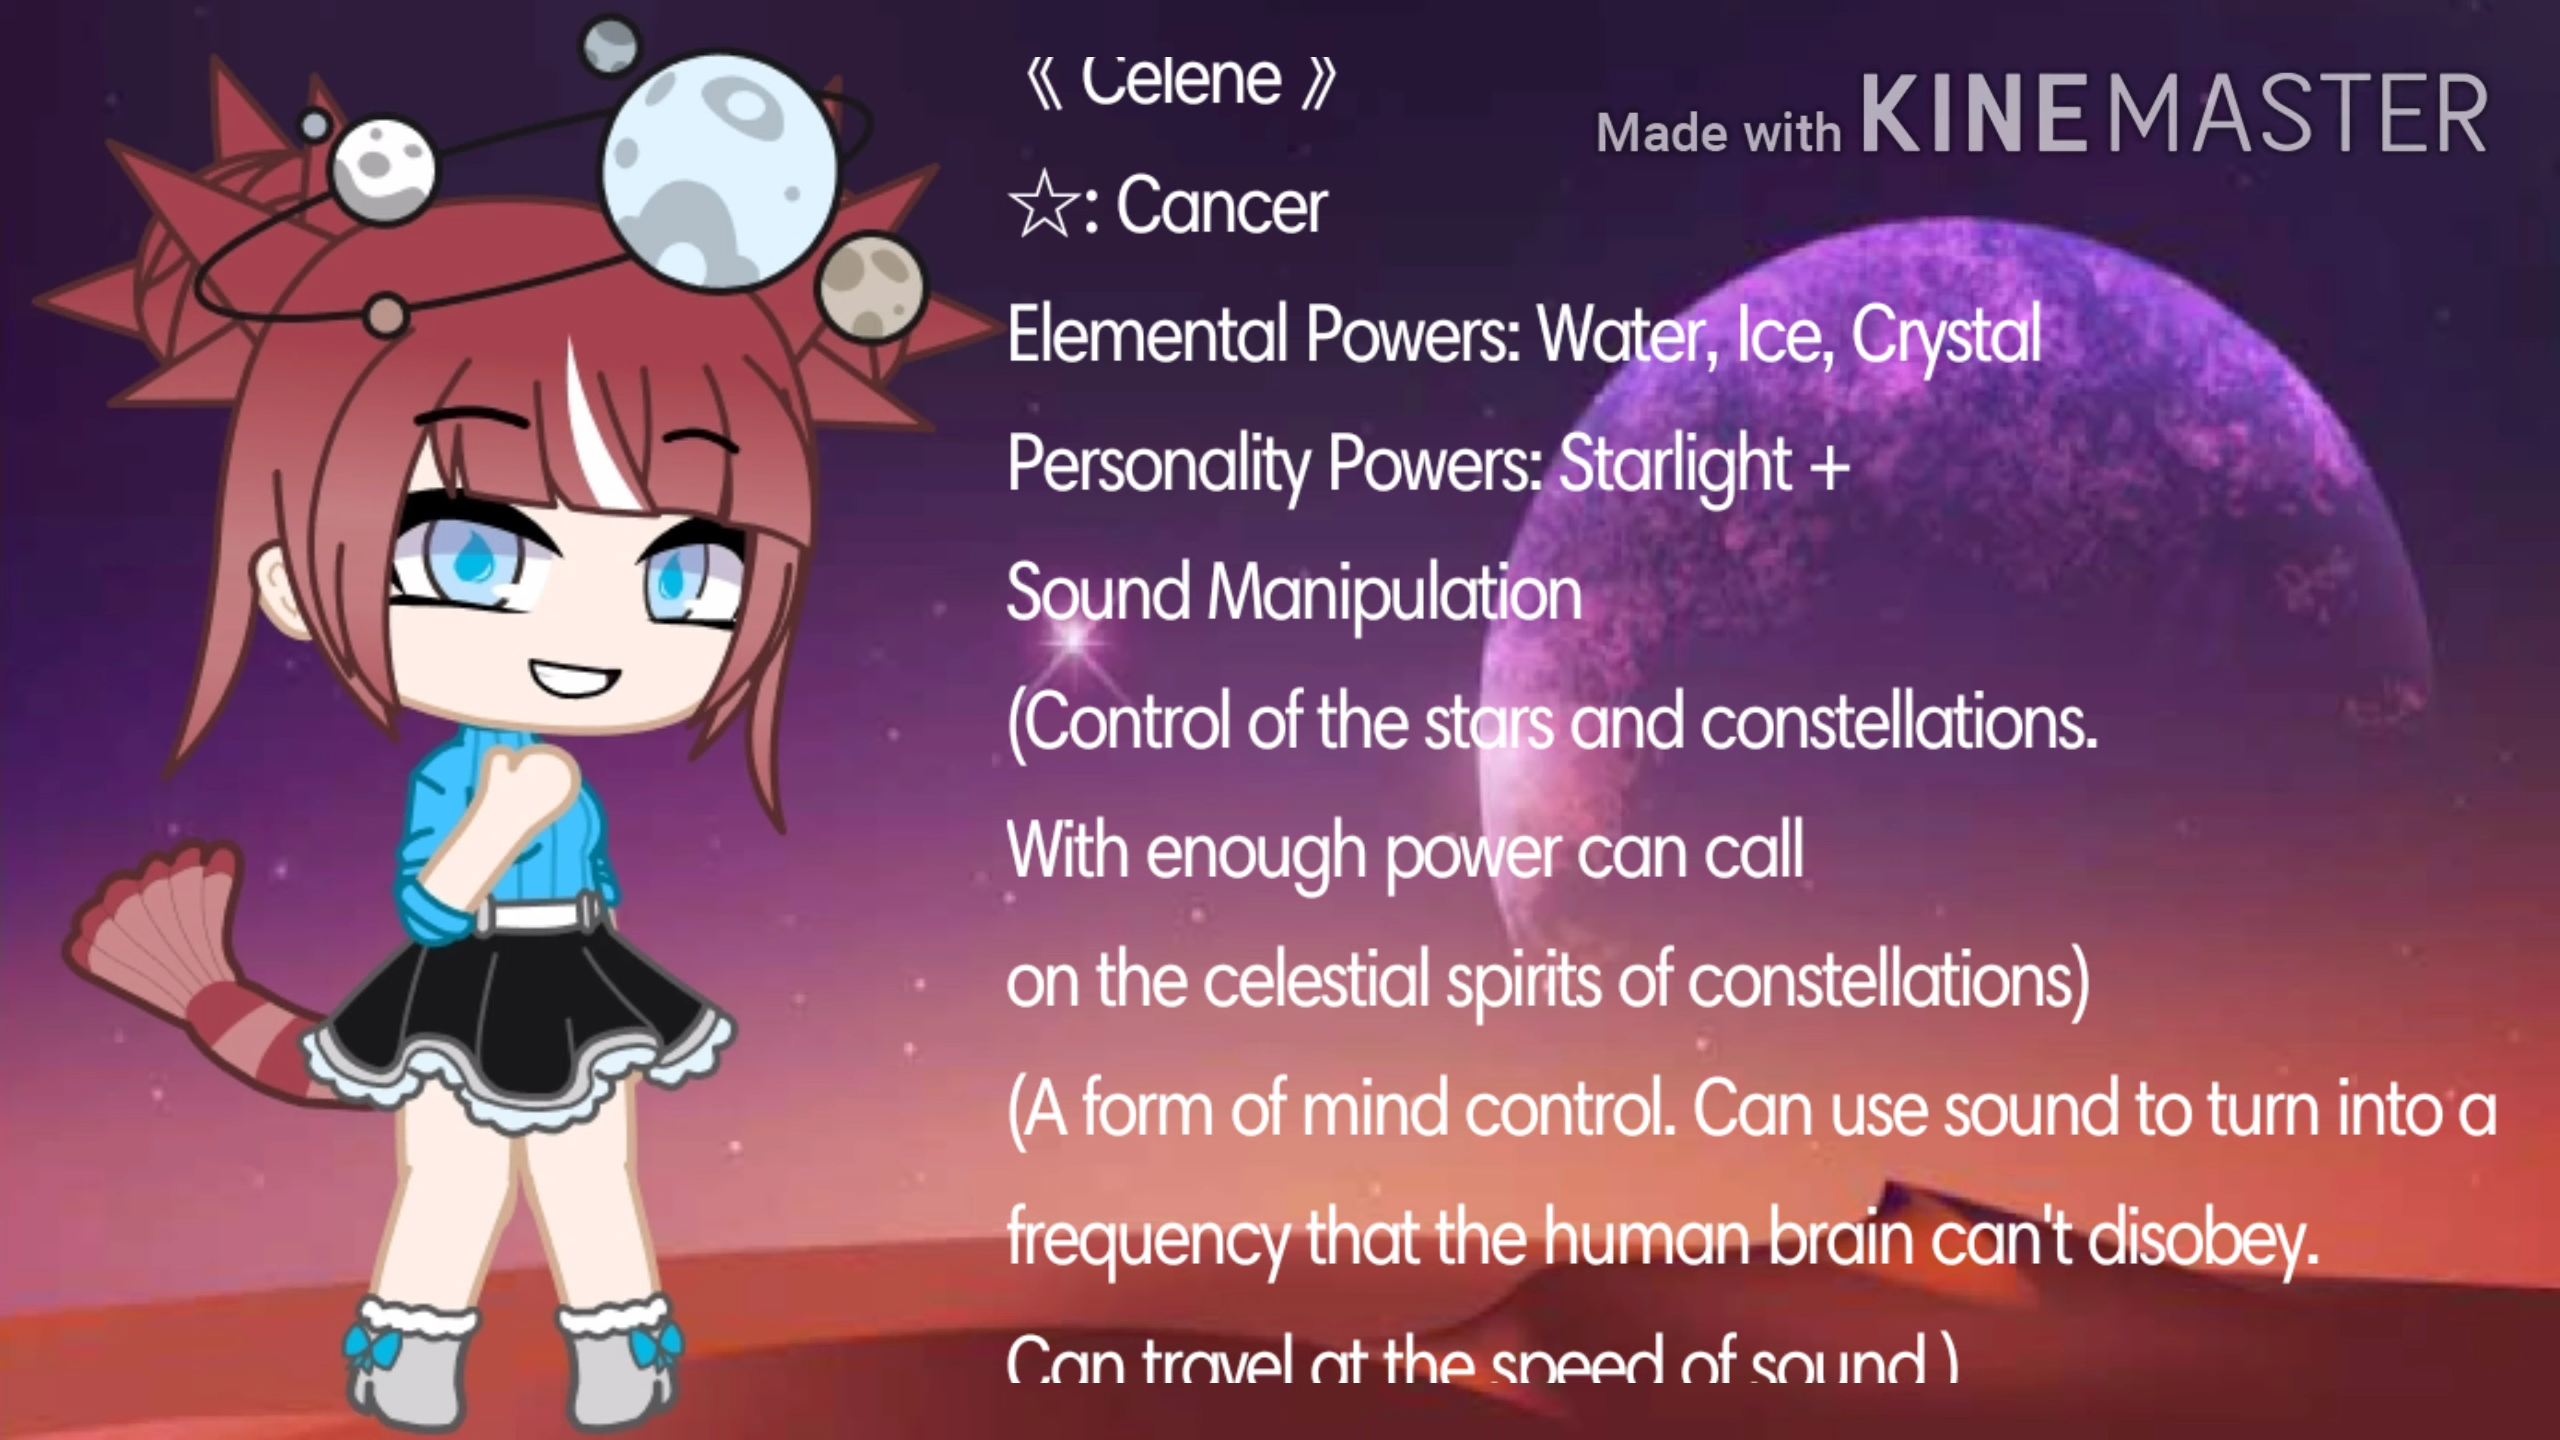 《 Celene 》
Made with KINEMASTER
☆: Cancer
Elemental Powers: Water, Ice, Crystal
Personality Powers: Starlight +
Sound Manipulation
(Control of the stars and constellations.
With enough power can call
on the celestial spirits of constellations)
(A form of mind control. Can use sound to turn into a
frequency that the human brain can't disobey.
Can travel at the speed of sound.)